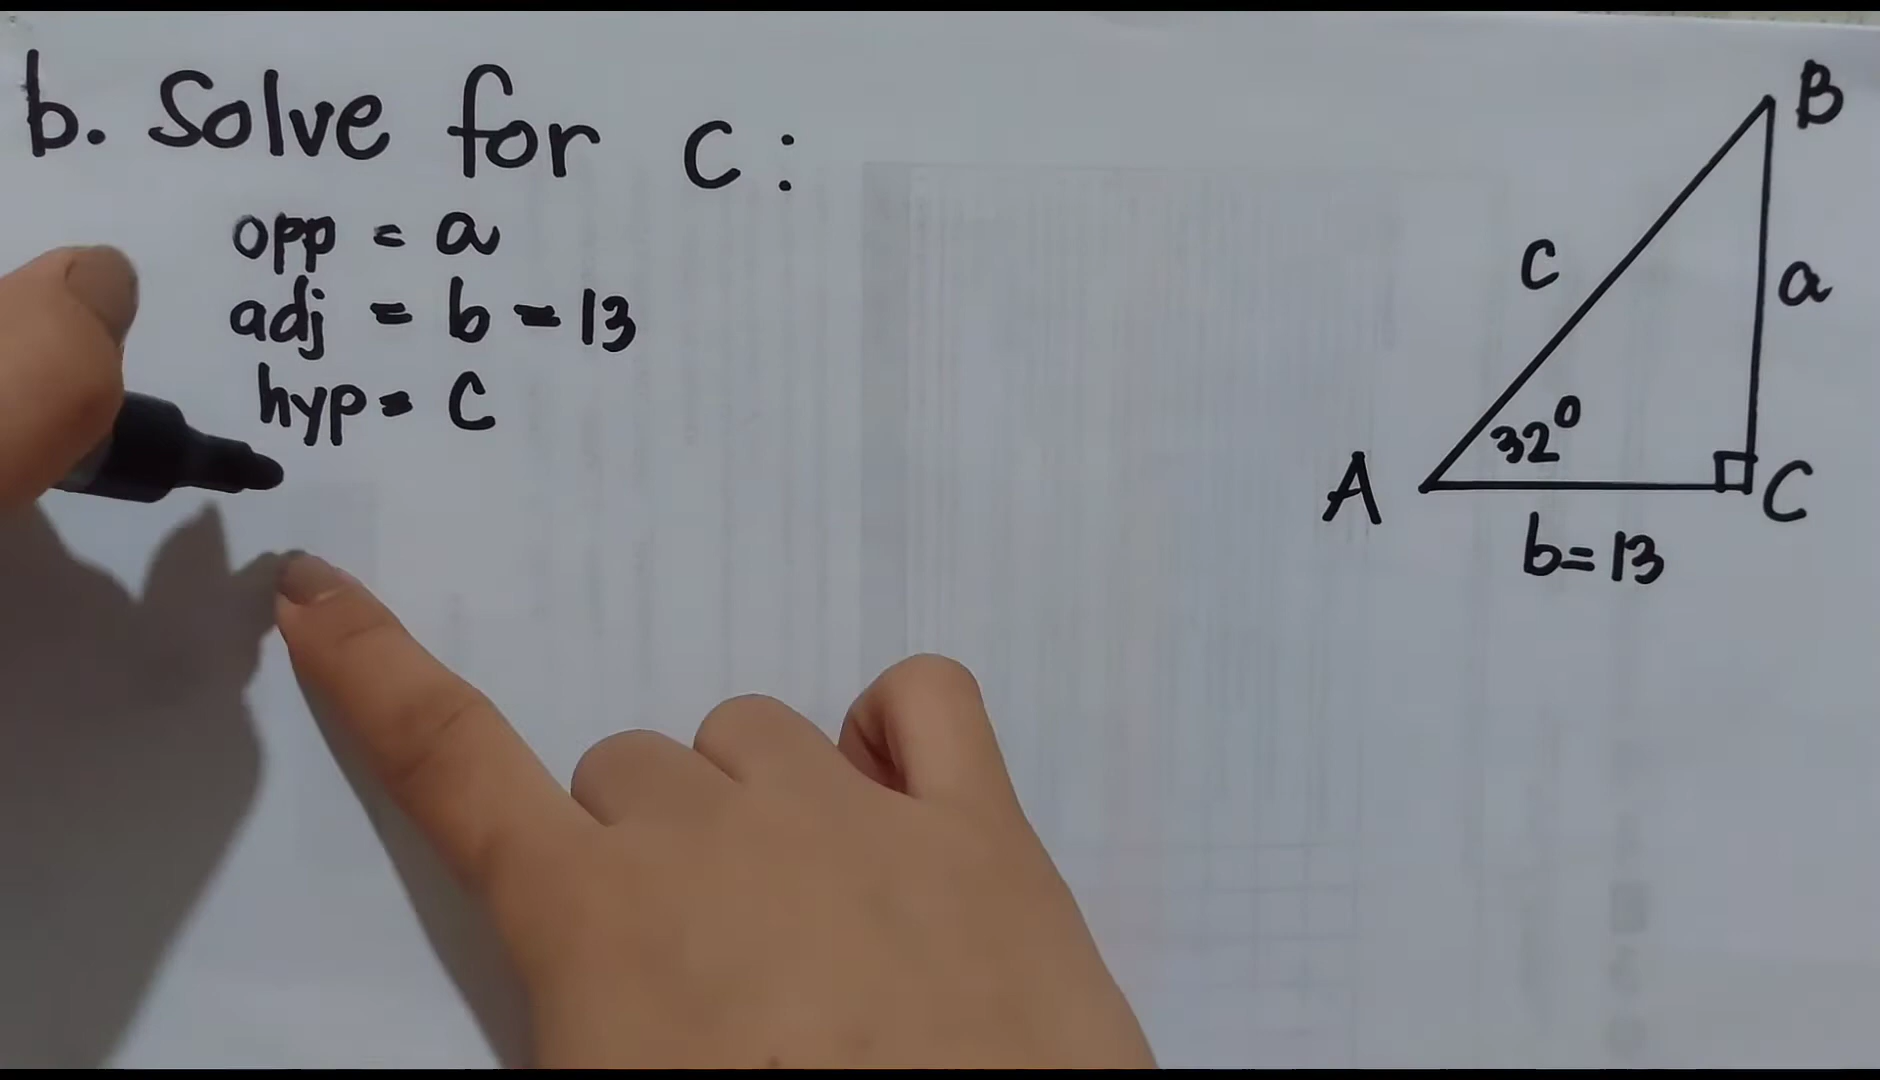 b. Solve for c:
opp = a
adj = b = 13
hyp = c
B
c
a
32°
A
C
b = 13